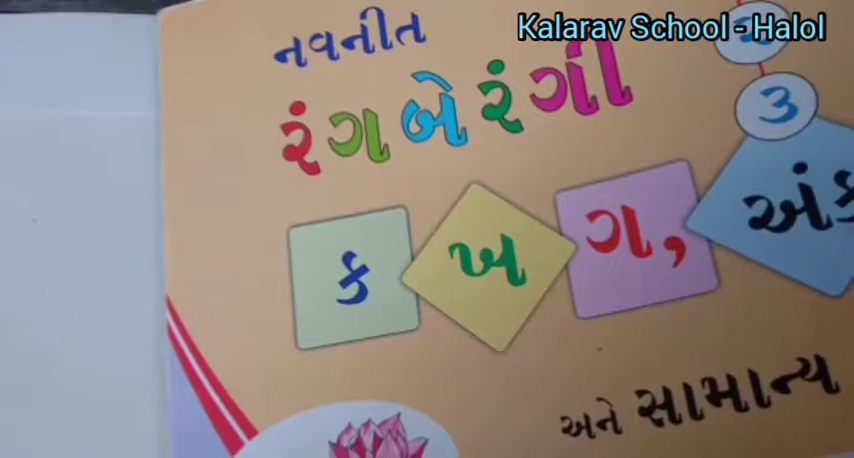 Kalarav School - Halol
નવનીત
રંગબેરંગી
૩
ક ખ ગ,
અને સામાન્ય